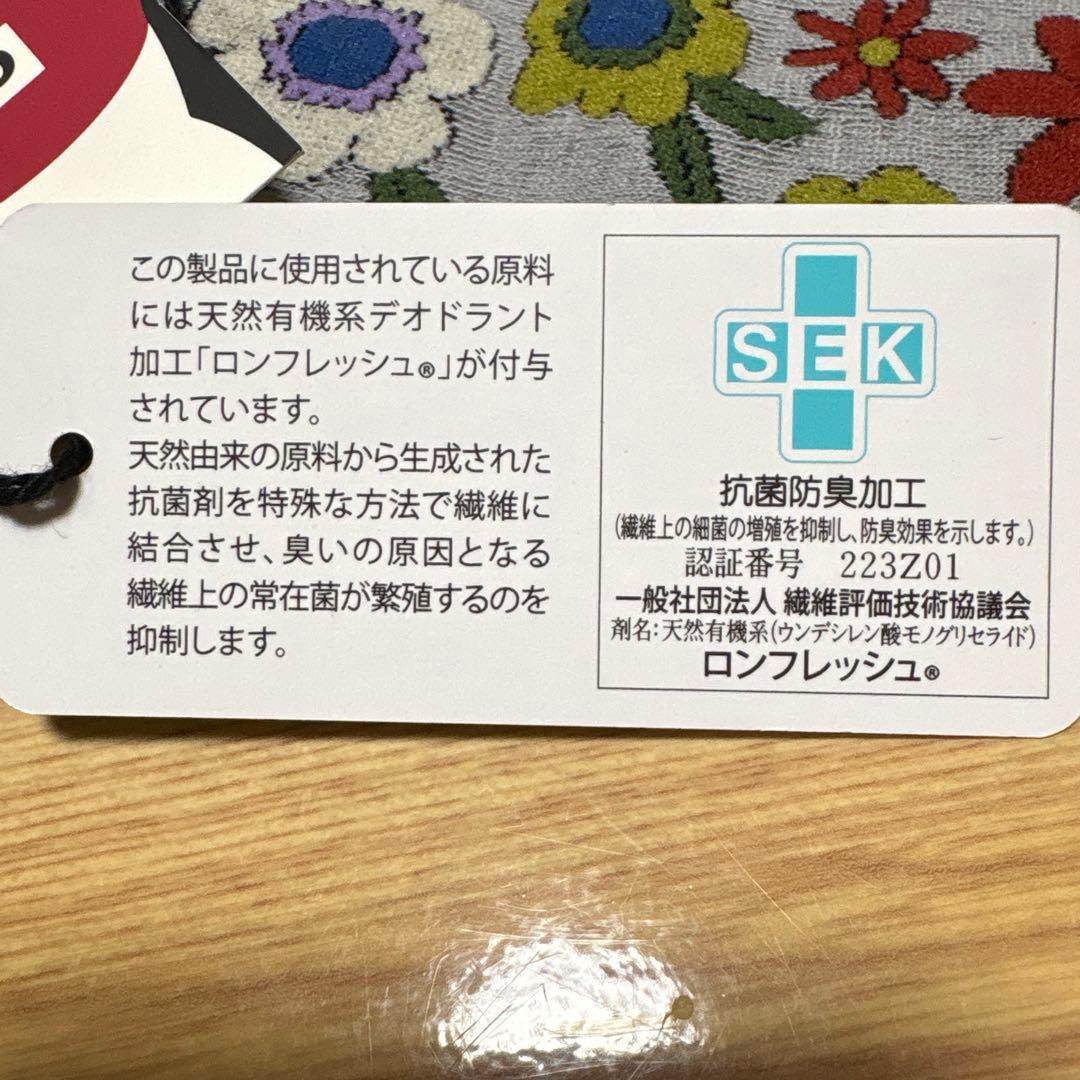 この製品に使用されている原料
には天然有機系デオドラント
加工「ロンフレッシュ®」が付与
されています。
天然由来の原料から生成された
抗菌剤を特殊な方法で繊維に
結合させ、臭いの原因となる
繊維上の常在菌が繁殖するのを
抑制します。
SEK
抗菌防臭加工
(繊維上の細菌の増殖を抑制し、防臭効果を示します。)
認証番号 223Z01
一般社団法人 繊維評価技術協議会
剤名:天然有機系(ウンデシレン酸モノグリセライド)
ロンフレッシュ®